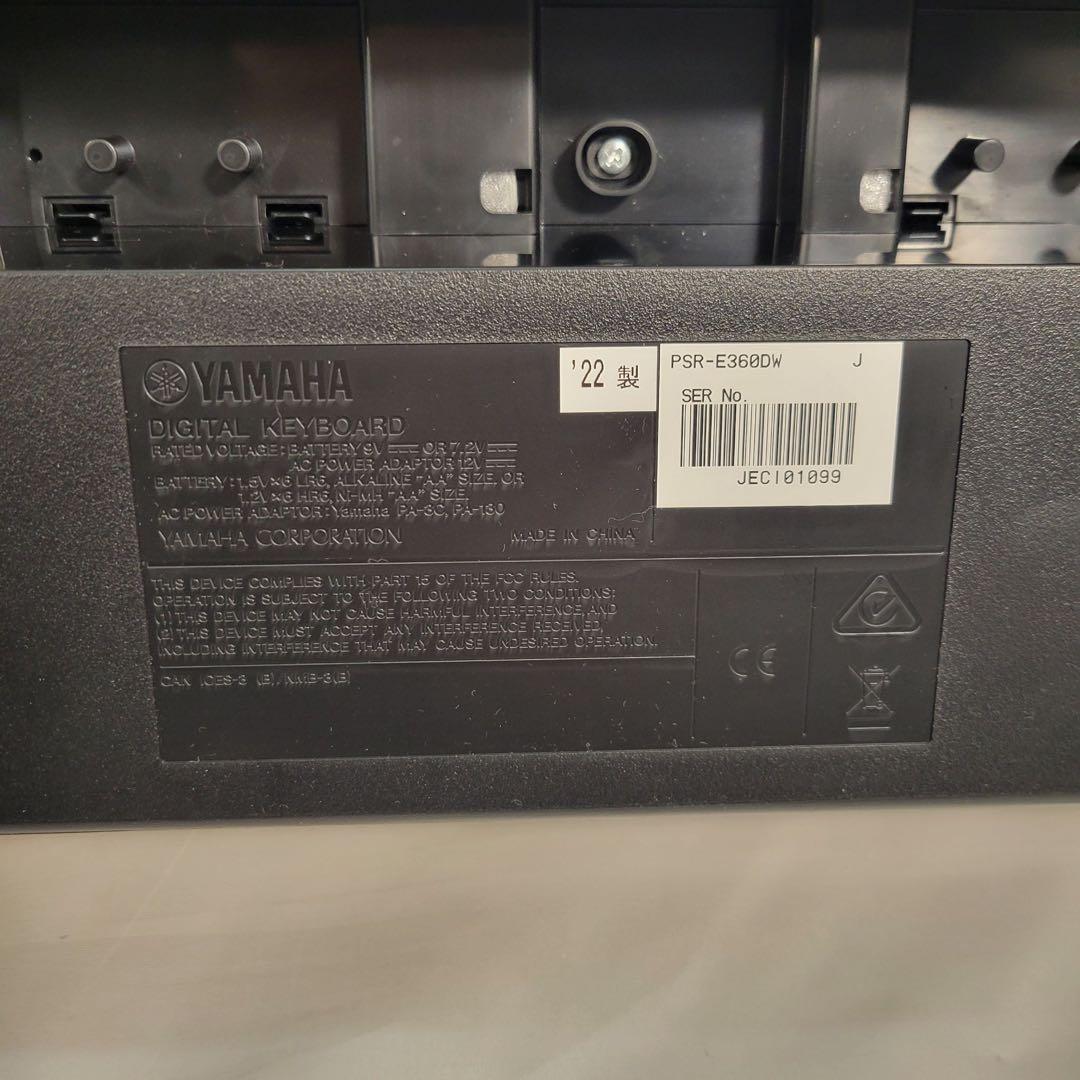 YAMAHA
DIGITAL KEYBOARD
RATED VOLTAGE: BATTERY 9V ⎓ OR 7.2V ⎓
AC POWER ADAPTOR 12V ⎓
BATTERY: 1.5V×6 LR6, ALKALINE "AA" SIZE, OR
1.2V×6 HR6, NI-MH "AA" SIZE,
AC POWER ADAPTOR: Yamaha PA-3C, PA-130
YAMAHA CORPORATION
MADE IN CHINA
'22 製
PSR-E360DW J
SER No.
JECI01099
THIS DEVICE COMPLIES WITH PART 15 OF THE FCC RULES.
OPERATION IS SUBJECT TO THE FOLLOWING TWO CONDITIONS:
(1) THIS DEVICE MAY NOT CAUSE HARMFUL INTERFERENCE, AND
(2) THIS DEVICE MUST ACCEPT ANY INTERFERENCE RECEIVED,
INCLUDING INTERFERENCE THAT MAY CAUSE UNDESIRED OPERATION.
CAN ICES-3 (B)/NMB-3(B)
CE